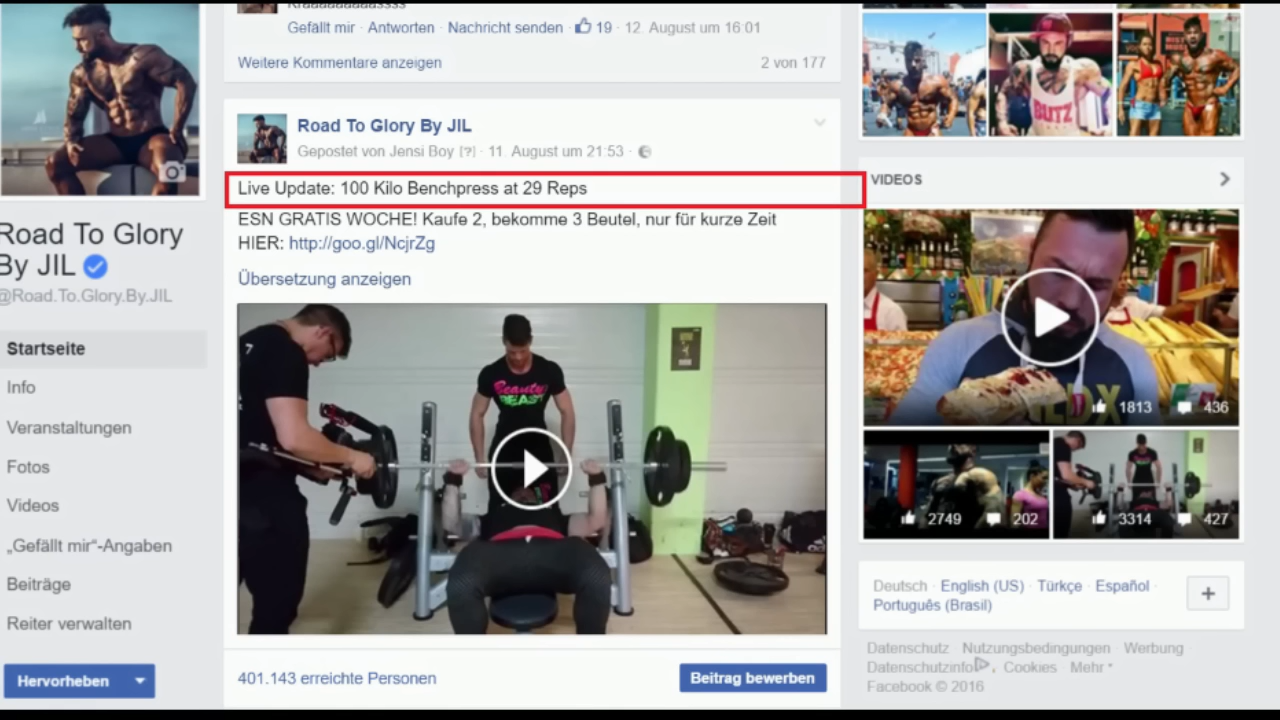 Gefällt mir · Antworten · Nachricht senden · 19 · 12. August um 16:01
Weitere Kommentare anzeigen
2 von 177
Road To Glory By JIL
Gepostet von Jensi Boy [?] · 11. August um 21:53 ·
Live Update: 100 Kilo Benchpress at 29 Reps
ESN GRATIS WOCHE! Kaufe 2, bekomme 3 Beutel, nur für kurze Zeit
HIER: http://goo.gl/NcjrZg
Übersetzung anzeigen
7
Beauty
BEAST
401.143 erreichte Personen
Beitrag bewerben
Road To Glory
By JIL
@Road.To.Glory.By.JIL
Startseite
Info
Veranstaltungen
Fotos
Videos
„Gefällt mir“-Angaben
Beiträge
Reiter verwalten
Hervorheben
BUTZ
VIDEOS
1813 436
2749 202
3314 427
Deutsch · English (US) · Türkçe · Español ·
Português (Brasil)
+
Datenschutz · Nutzungsbedingungen · Werbung ·
Datenschutzinfo · Cookies · Mehr
Facebook © 2016